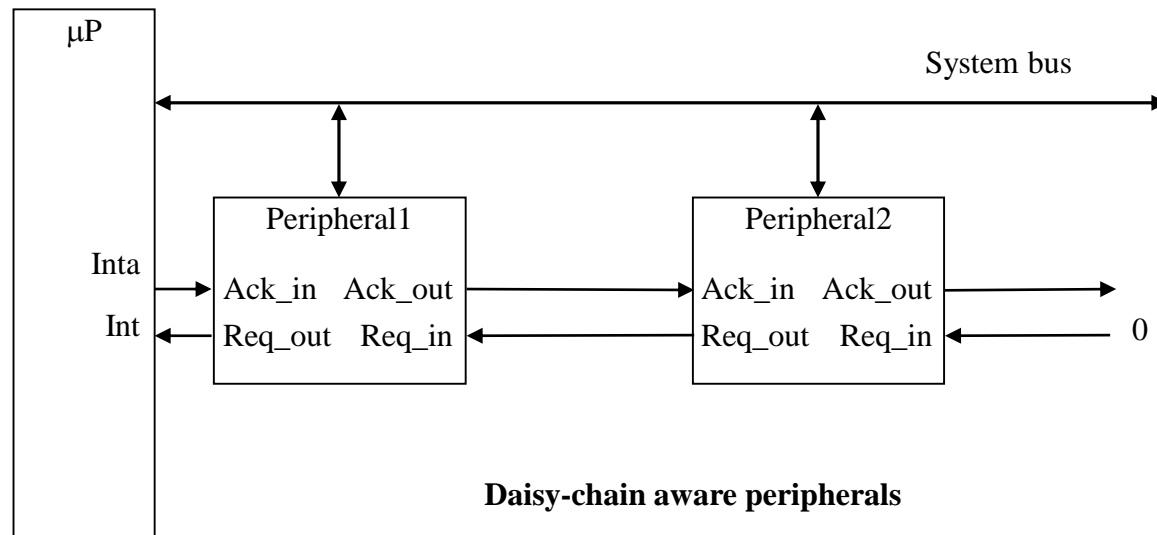 μP
System bus
Peripheral1
Peripheral2
Inta
Ack_in Ack_out
Ack_in Ack_out
Int
Req_out Req_in
Req_out Req_in
0
Daisy-chain aware peripherals